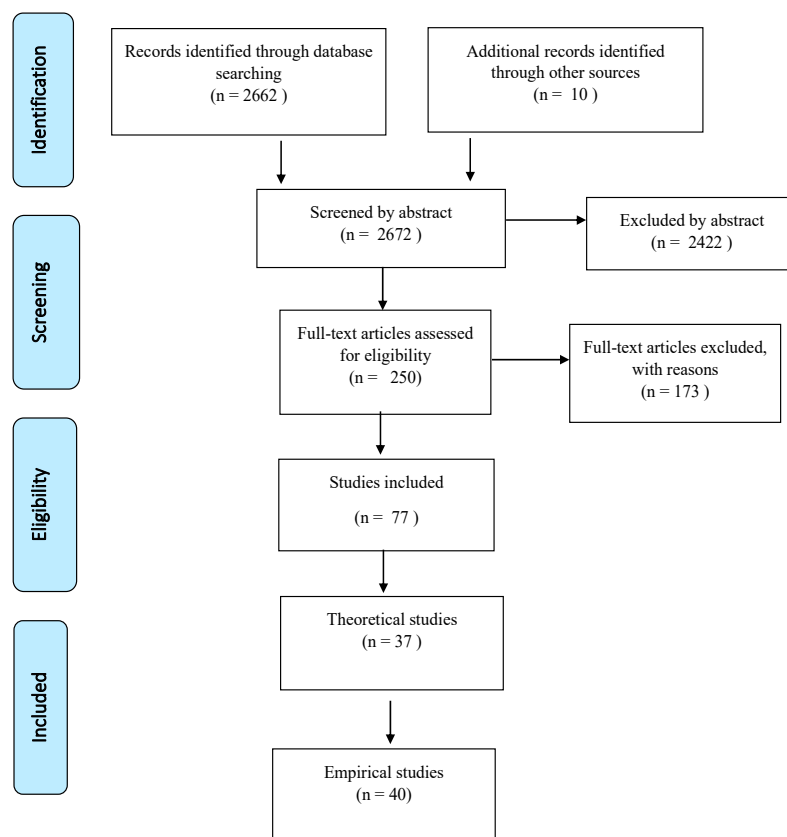 Identification
Records identified through database
searching
(n = 2662 )
Additional records identified
through other sources
(n = 10 )
Screening
Screened by abstract
(n = 2672 )
Excluded by abstract
(n = 2422 )
Full-text articles assessed
for eligibility
(n = 250)
Full-text articles excluded,
with reasons
(n = 173 )
Eligibility
Studies included
(n = 77 )
Included
Theoretical studies
(n = 37 )
Empirical studies
(n = 40)